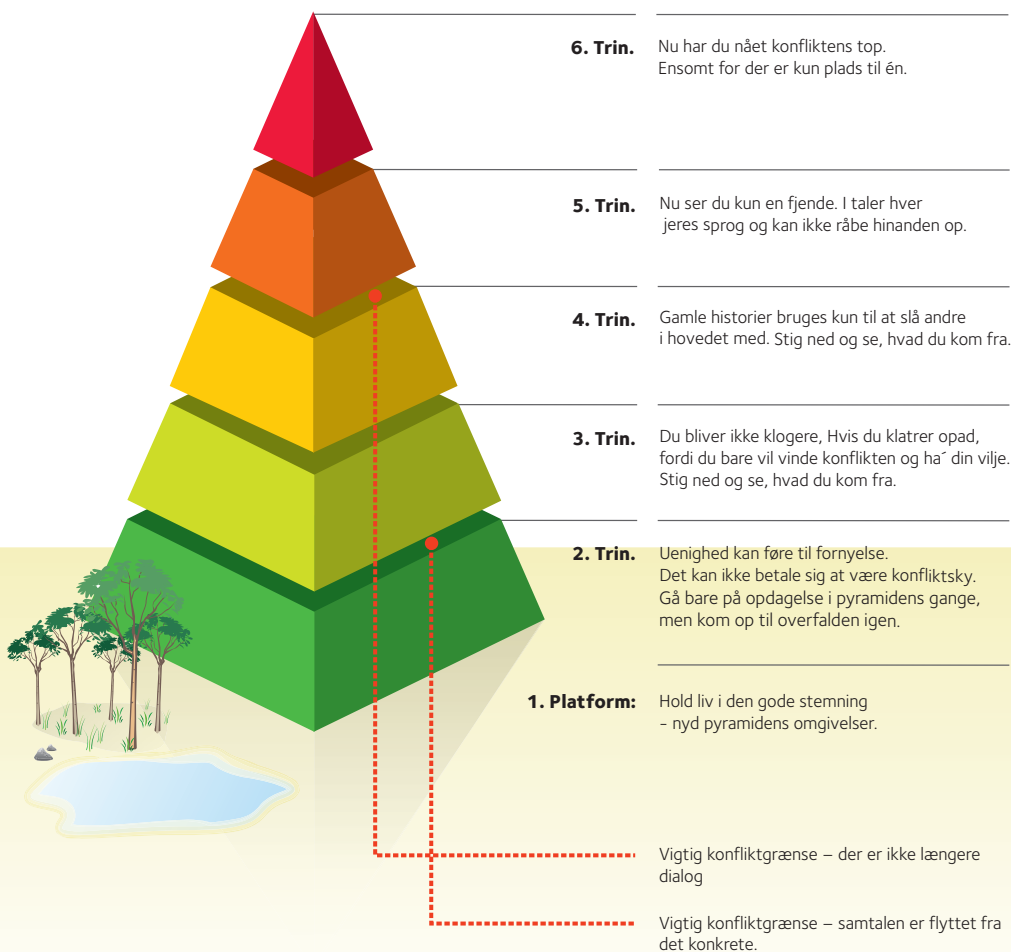 6. Trin. Nu har du nået konfliktens top.
Ensomt for der er kun plads til én.
5. Trin. Nu ser du kun en fjende. I taler hver
jeres sprog og kan ikke råbe hinanden op.
4. Trin. Gamle historier bruges kun til at slå andre
i hovedet med. Stig ned og se, hvad du kom fra.
3. Trin. Du bliver ikke klogere, Hvis du klatrer opad,
fordi du bare vil vinde konflikten og ha´ din vilje.
Stig ned og se, hvad du kom fra.
2. Trin. Uenighed kan føre til fornyelse.
Det kan ikke betale sig at være konfliktsky.
Gå bare på opdagelse i pyramidens gange,
men kom op til overfalden igen.
1. Platform: Hold liv i den gode stemning
- nyd pyramidens omgivelser.
Vigtig konfliktgrænse – der er ikke længere
dialog
Vigtig konfliktgrænse – samtalen er flyttet fra
det konkrete.